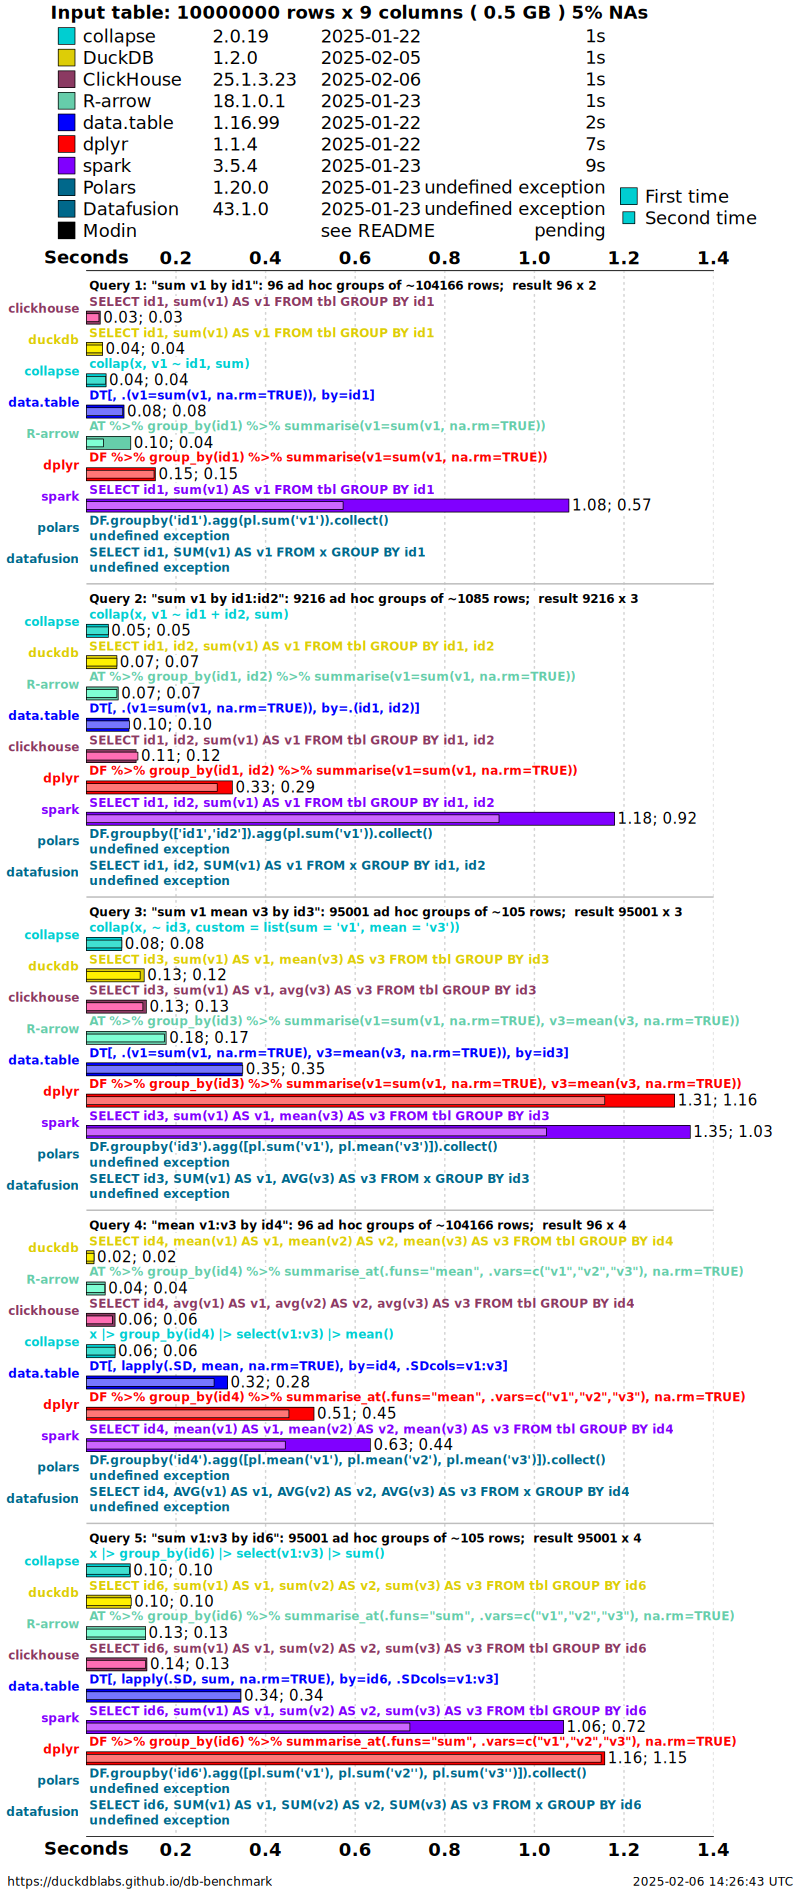 Input table: 10000000 rows x 9 columns ( 0.5 GB ) 5% NAs
collapse 2.0.19 2025-01-22 1s
DuckDB 1.2.0 2025-02-05 1s
ClickHouse 25.1.3.23 2025-02-06 1s
R-arrow 18.1.0.1 2025-01-23 1s
data.table 1.16.99 2025-01-22 2s
dplyr 1.1.4 2025-01-22 7s
spark 3.5.4 2025-01-23 9s
Polars 1.20.0 2025-01-23 undefined exception
Datafusion 43.1.0 2025-01-23 undefined exception
Modin see README pending
First time
Second time
Seconds 0.2 0.4 0.6 0.8 1.0 1.2 1.4
Query 1: "sum v1 by id1": 96 ad hoc groups of ~104166 rows; result 96 x 2
SELECT id1, sum(v1) AS v1 FROM tbl GROUP BY id1
clickhouse 0.03; 0.03
SELECT id1, sum(v1) AS v1 FROM tbl GROUP BY id1
duckdb 0.04; 0.04
collap(x, v1 ~ id1, sum)
collapse 0.04; 0.04
DT[, .(v1=sum(v1, na.rm=TRUE)), by=id1]
data.table 0.08; 0.08
AT %>% group_by(id1) %>% summarise(v1=sum(v1, na.rm=TRUE))
R-arrow 0.10; 0.04
DF %>% group_by(id1) %>% summarise(v1=sum(v1, na.rm=TRUE))
dplyr 0.15; 0.15
SELECT id1, sum(v1) AS v1 FROM tbl GROUP BY id1
spark 1.08; 0.57
DF.groupby('id1').agg(pl.sum('v1')).collect()
polars undefined exception
SELECT id1, SUM(v1) AS v1 FROM x GROUP BY id1
datafusion undefined exception
Query 2: "sum v1 by id1:id2": 9216 ad hoc groups of ~1085 rows; result 9216 x 3
collap(x, v1 ~ id1 + id2, sum)
collapse 0.05; 0.05
SELECT id1, id2, sum(v1) AS v1 FROM tbl GROUP BY id1, id2
duckdb 0.07; 0.07
AT %>% group_by(id1, id2) %>% summarise(v1=sum(v1, na.rm=TRUE))
R-arrow 0.07; 0.07
DT[, .(v1=sum(v1, na.rm=TRUE)), by=.(id1, id2)]
data.table 0.10; 0.10
SELECT id1, id2, sum(v1) AS v1 FROM tbl GROUP BY id1, id2
clickhouse 0.11; 0.12
DF %>% group_by(id1, id2) %>% summarise(v1=sum(v1, na.rm=TRUE))
dplyr 0.33; 0.29
SELECT id1, id2, sum(v1) AS v1 FROM tbl GROUP BY id1, id2
spark 1.18; 0.92
DF.groupby(['id1','id2']).agg(pl.sum('v1')).collect()
polars undefined exception
SELECT id1, id2, SUM(v1) AS v1 FROM x GROUP BY id1, id2
datafusion undefined exception
Query 3: "sum v1 mean v3 by id3": 95001 ad hoc groups of ~105 rows; result 95001 x 3
collap(x, ~ id3, custom = list(sum = 'v1', mean = 'v3'))
collapse 0.08; 0.08
SELECT id3, sum(v1) AS v1, mean(v3) AS v3 FROM tbl GROUP BY id3
duckdb 0.13; 0.12
SELECT id3, sum(v1) AS v1, avg(v3) AS v3 FROM tbl GROUP BY id3
clickhouse 0.13; 0.13
AT %>% group_by(id3) %>% summarise(v1=sum(v1, na.rm=TRUE), v3=mean(v3, na.rm=TRUE))
R-arrow 0.18; 0.17
DT[, .(v1=sum(v1, na.rm=TRUE), v3=mean(v3, na.rm=TRUE)), by=id3]
data.table 0.35; 0.35
DF %>% group_by(id3) %>% summarise(v1=sum(v1, na.rm=TRUE), v3=mean(v3, na.rm=TRUE))
dplyr 1.31; 1.16
SELECT id3, sum(v1) AS v1, mean(v3) AS v3 FROM tbl GROUP BY id3
spark 1.35; 1.03
DF.groupby('id3').agg([pl.sum('v1'), pl.mean('v3')]).collect()
polars undefined exception
SELECT id3, SUM(v1) AS v1, AVG(v3) AS v3 FROM x GROUP BY id3
datafusion undefined exception
Query 4: "mean v1:v3 by id4": 96 ad hoc groups of ~104166 rows; result 96 x 4
SELECT id4, mean(v1) AS v1, mean(v2) AS v2, mean(v3) AS v3 FROM tbl GROUP BY id4
duckdb 0.02; 0.02
AT %>% group_by(id4) %>% summarise_at(.funs="mean", .vars=c("v1","v2","v3"), na.rm=TRUE)
R-arrow 0.04; 0.04
SELECT id4, avg(v1) AS v1, avg(v2) AS v2, avg(v3) AS v3 FROM tbl GROUP BY id4
clickhouse 0.06; 0.06
x |> group_by(id4) |> select(v1:v3) |> mean()
collapse 0.06; 0.06
DT[, lapply(.SD, mean, na.rm=TRUE), by=id4, .SDcols=v1:v3]
data.table 0.32; 0.28
DF %>% group_by(id4) %>% summarise_at(.funs="mean", .vars=c("v1","v2","v3"), na.rm=TRUE)
dplyr 0.51; 0.45
SELECT id4, mean(v1) AS v1, mean(v2) AS v2, mean(v3) AS v3 FROM tbl GROUP BY id4
spark 0.63; 0.44
DF.groupby('id4').agg([pl.mean('v1'), pl.mean('v2'), pl.mean('v3')]).collect()
polars undefined exception
SELECT id4, AVG(v1) AS v1, AVG(v2) AS v2, AVG(v3) AS v3 FROM x GROUP BY id4
datafusion undefined exception
Query 5: "sum v1:v3 by id6": 95001 ad hoc groups of ~105 rows; result 95001 x 4
x |> group_by(id6) |> select(v1:v3) |> sum()
collapse 0.10; 0.10
SELECT id6, sum(v1) AS v1, sum(v2) AS v2, sum(v3) AS v3 FROM tbl GROUP BY id6
duckdb 0.10; 0.10
AT %>% group_by(id6) %>% summarise_at(.funs="sum", .vars=c("v1","v2","v3"), na.rm=TRUE)
R-arrow 0.13; 0.13
SELECT id6, sum(v1) AS v1, sum(v2) AS v2, sum(v3) AS v3 FROM tbl GROUP BY id6
clickhouse 0.14; 0.13
DT[, lapply(.SD, sum, na.rm=TRUE), by=id6, .SDcols=v1:v3]
data.table 0.34; 0.34
SELECT id6, sum(v1) AS v1, sum(v2) AS v2, sum(v3) AS v3 FROM tbl GROUP BY id6
spark 1.06; 0.72
DF %>% group_by(id6) %>% summarise_at(.funs="sum", .vars=c("v1","v2","v3"), na.rm=TRUE)
dplyr 1.16; 1.15
DF.groupby('id6').agg([pl.sum('v1'), pl.sum('v2''), pl.sum('v3'')]).collect()
polars undefined exception
SELECT id6, SUM(v1) AS v1, SUM(v2) AS v2, SUM(v3) AS v3 FROM x GROUP BY id6
datafusion undefined exception
Seconds 0.2 0.4 0.6 0.8 1.0 1.2 1.4
https://duckdblabs.github.io/db-benchmark 2025-02-06 14:26:43 UTC